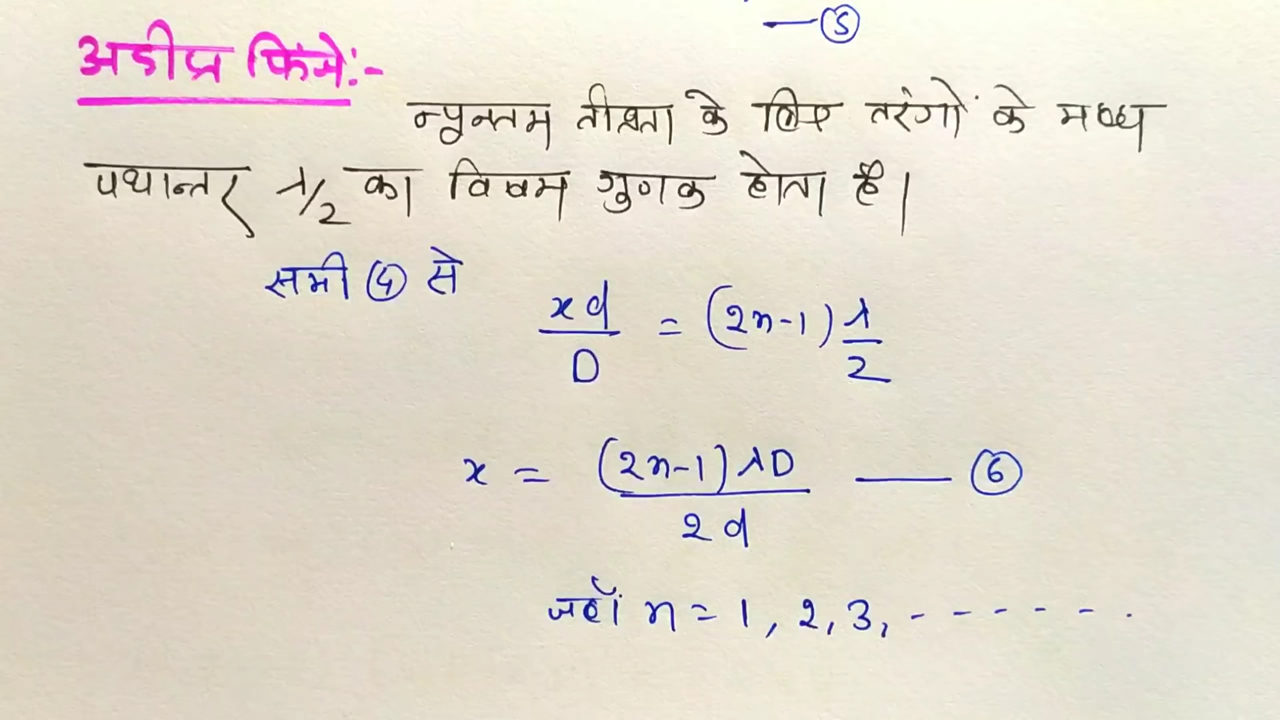 — ⑤
अदीप्त फ्रिंजें:-
न्यूनतम तीव्रता के लिए तरंगों के मध्य
पथान्तर λ/2 का विषम गुणक होता है।
समी ④ से
xd/D = (2n-1) λ/2
x = (2n-1) λD/2d — ⑥
जहाँ n = 1, 2, 3, - - - - - - .